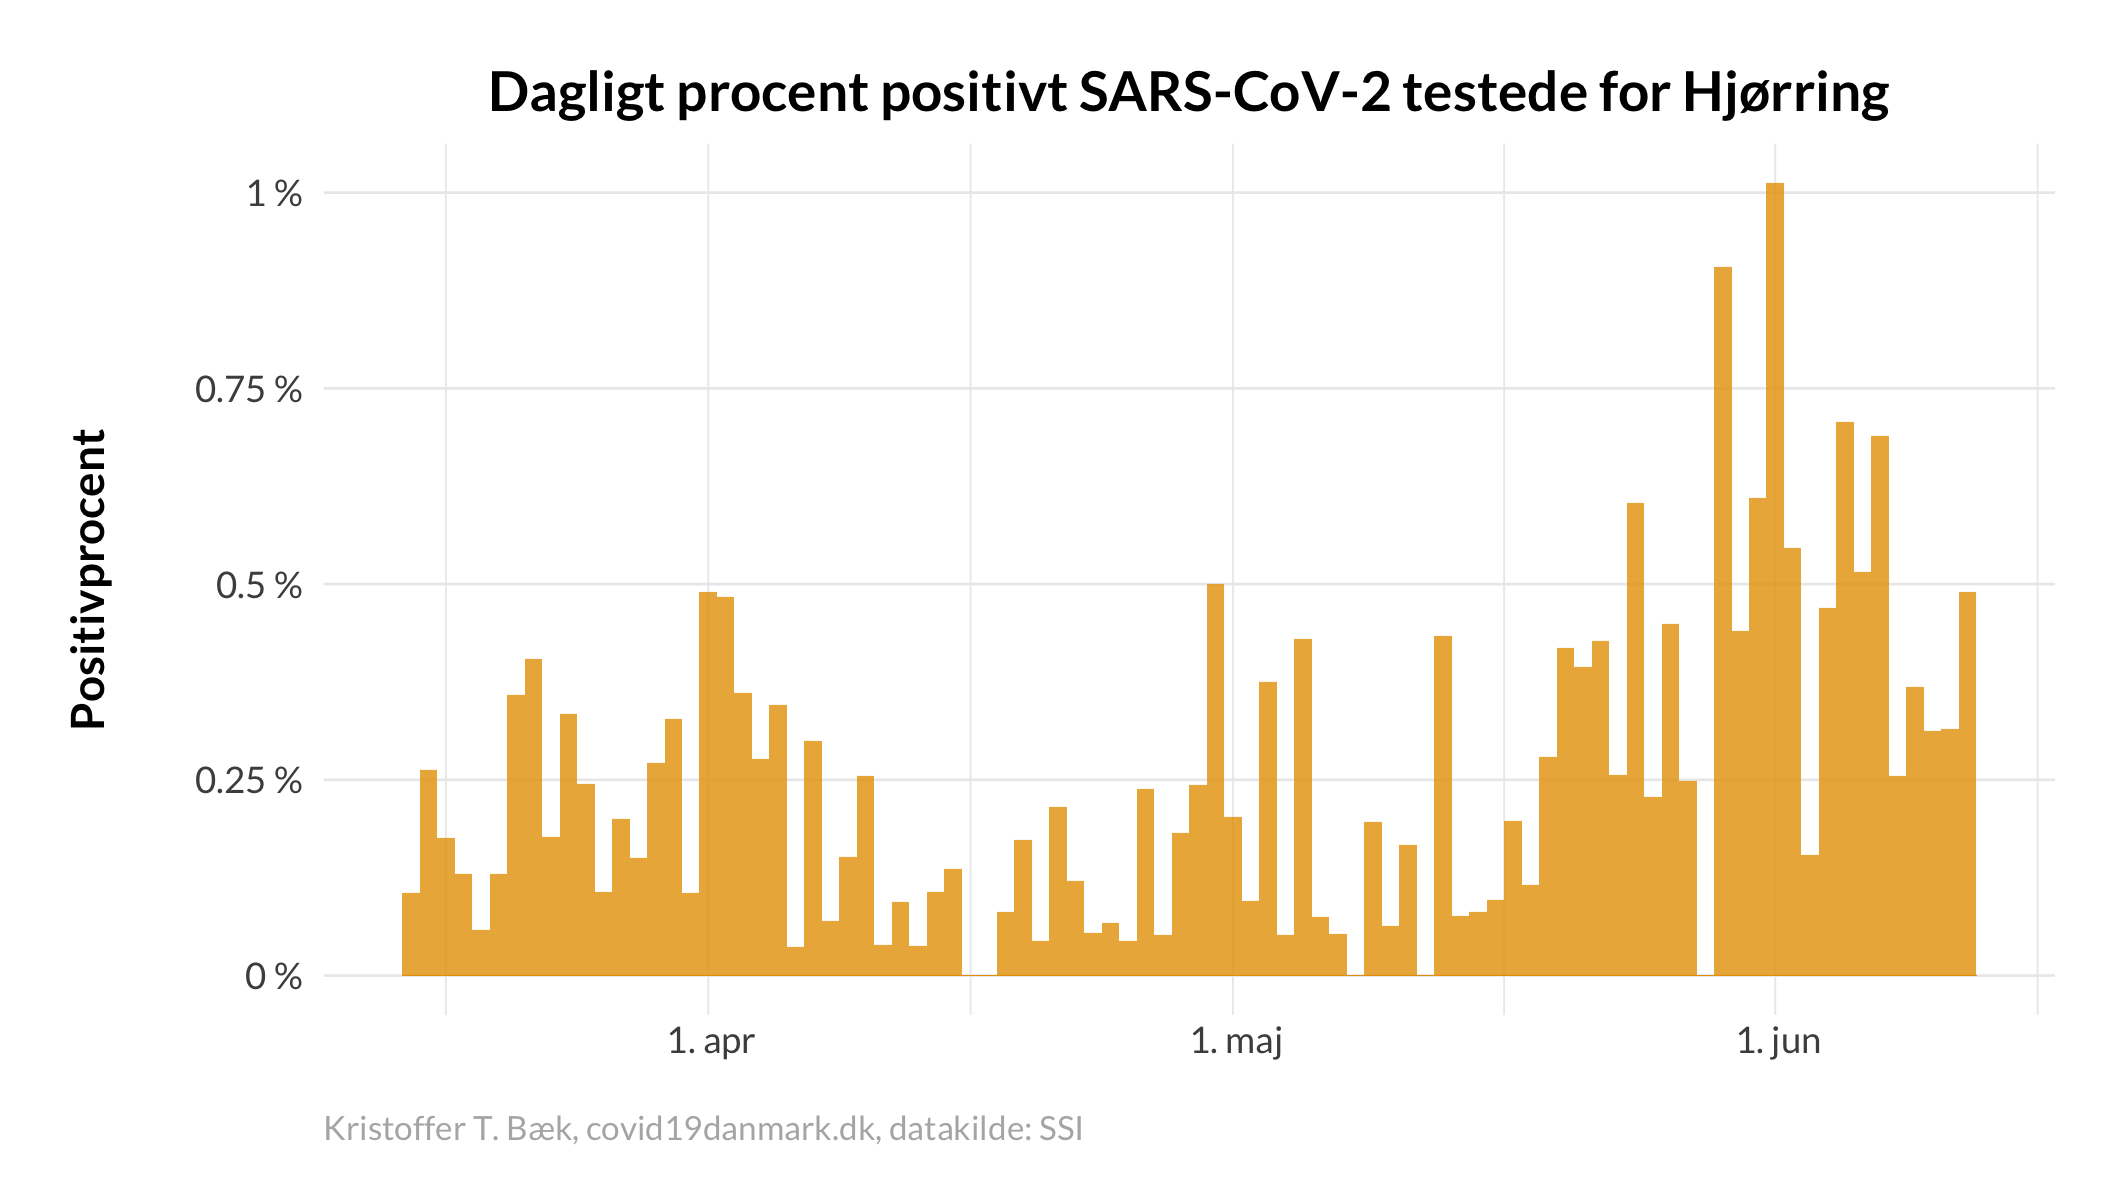 Dagligt procent positivt SARS-CoV-2 testede for Hjørring
Positivprocent
1 %
0.75 %
0.5 %
0.25 %
0 %
1. apr
1. maj
1. jun
Kristoffer T. Bæk, covid19danmark.dk, datakilde: SSI